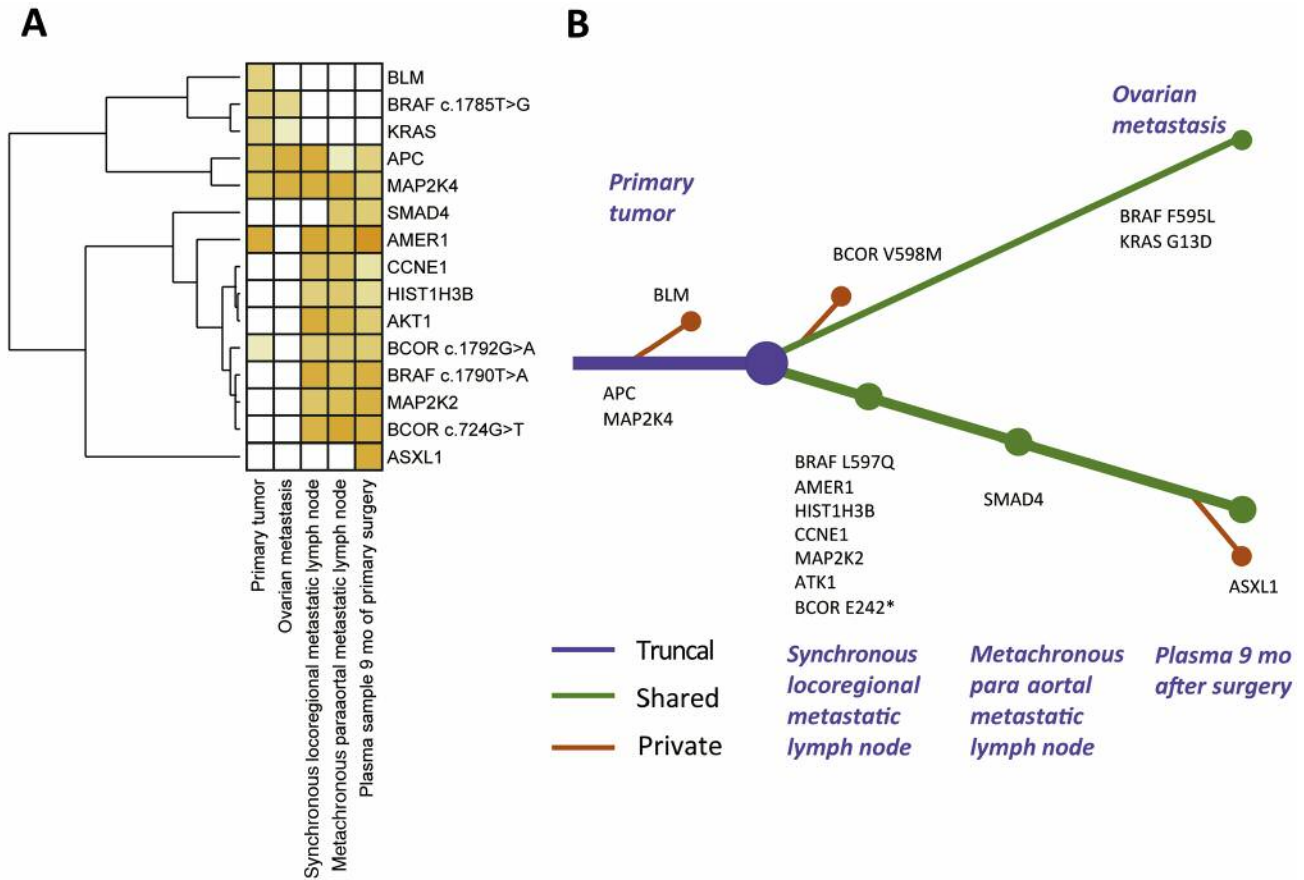 A
BLM
BRAF c.1785T>G
KRAS
APC
MAP2K4
SMAD4
AMER1
CCNE1
HIST1H3B
AKT1
BCOR c.1792G>A
BRAF c.1790T>A
MAP2K2
BCOR c.724G>T
ASXL1
Primary tumor
Ovarian metastasis
Synchronous locoregional metastatic lymph node
Metachronous paraaortal metastatic lymph node
Plasma sample 9 mo of primary surgery
B
Ovarian
metastasis
Primary
tumor
BRAF F595L
KRAS G13D
BCOR V598M
BLM
APC
MAP2K4
BRAF L597Q
AMER1
HIST1H3B
CCNE1
MAP2K2
ATK1
BCOR E242*
SMAD4
ASXL1
Truncal
Shared
Private
Synchronous
locoregional
metastatic
lymph node
Metachronous
para aortal
metastatic
lymph node
Plasma 9 mo
after surgery